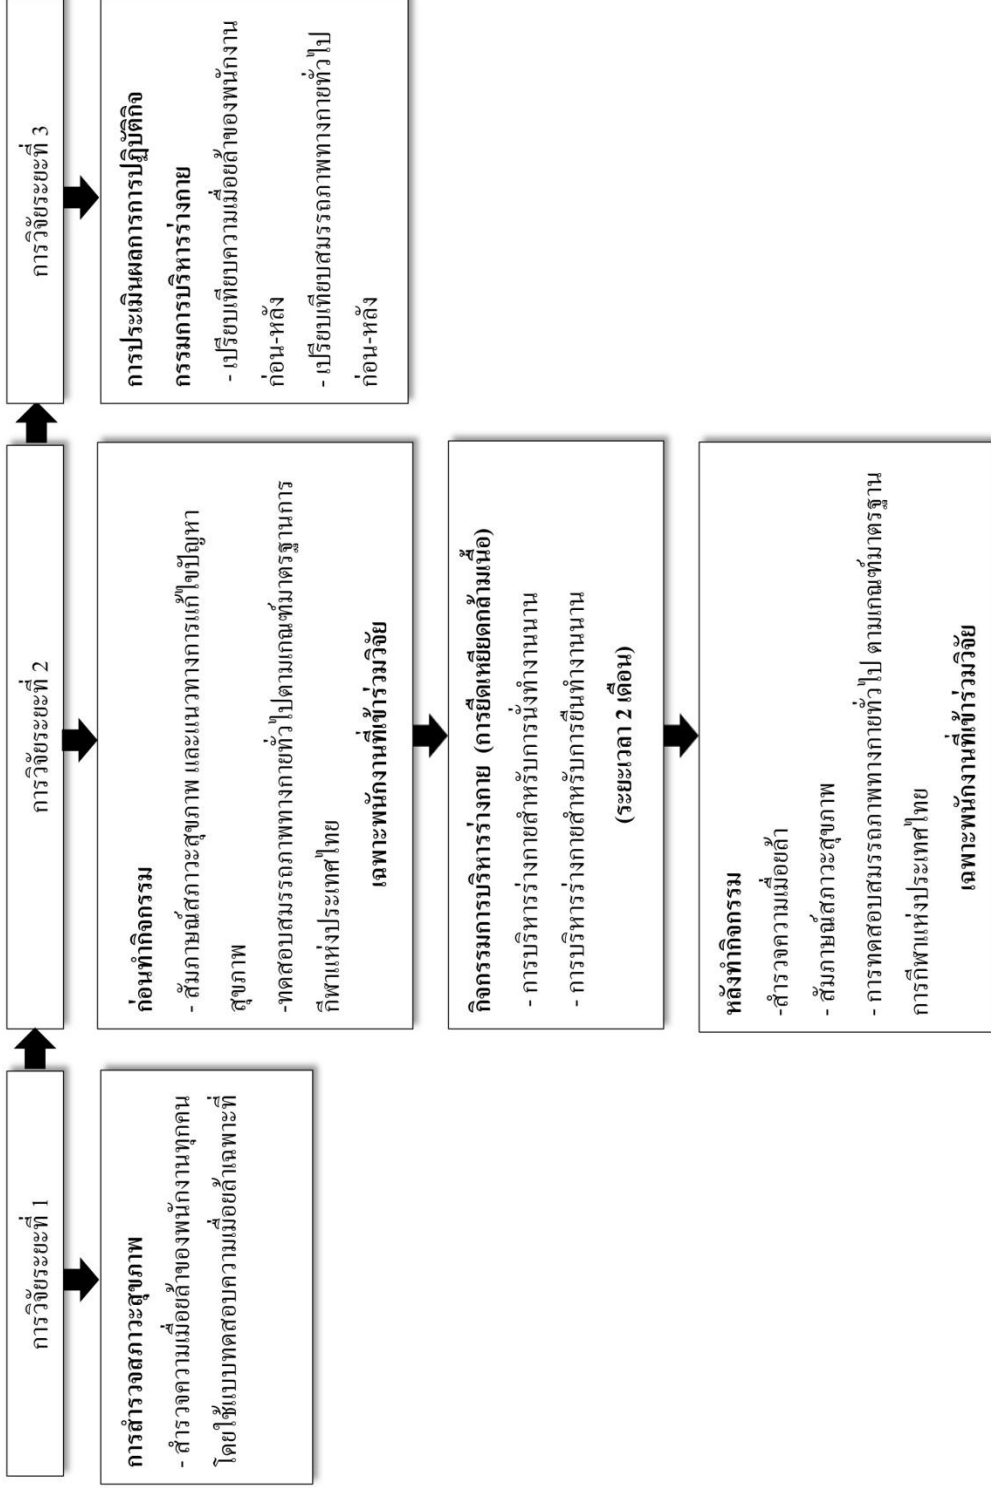 การวิจัยระยะที่ 1
การสำรวจสภาวะสุขภาพ
- สำรวจความเมื่อยล้าของพนักงานทุกคน
โดยใช้แบบทดสอบความเมื่อยล้าเฉพาะที่
การวิจัยระยะที่ 2
ก่อนทำกิจกรรม
- สัมภาษณ์สภาวะสุขภาพ และแนวทางการแก้ไขปัญหา
สุขภาพ
-ทดสอบสมรรถภาพทางกายทั่วไปตามเกณฑ์มาตรฐานการ
กีฬาแห่งประเทศไทย
เฉพาะพนักงานที่เข้าร่วมวิจัย
กิจกรรมการบริหารร่างกาย (การยืดเหยียดกล้ามเนื้อ)
- การบริหารร่างกายสำหรับการนั่งทำงานนาน
- การบริหารร่างกายสำหรับการยืนทำงานนาน
(ระยะเวลา 2 เดือน)
หลังทำกิจกรรม
-สำรวจความเมื่อยล้า
- สัมภาษณ์สภาวะสุขภาพ
- การทดสอบสมรรถภาพทางกายทั่วไป ตามเกณฑ์มาตรฐาน
การกีฬาแห่งประเทศไทย
เฉพาะพนักงานที่เข้าร่วมวิจัย
การวิจัยระยะที่ 3
การประเมินผลการการปฏิบัติกิจ
กรรมการบริหารร่างกาย
- เปรียบเทียบความเมื่อยล้าของพนักงาน
ก่อน-หลัง
- เปรียบเทียบสมรรถภาพทางกายทั่วไป
ก่อน-หลัง